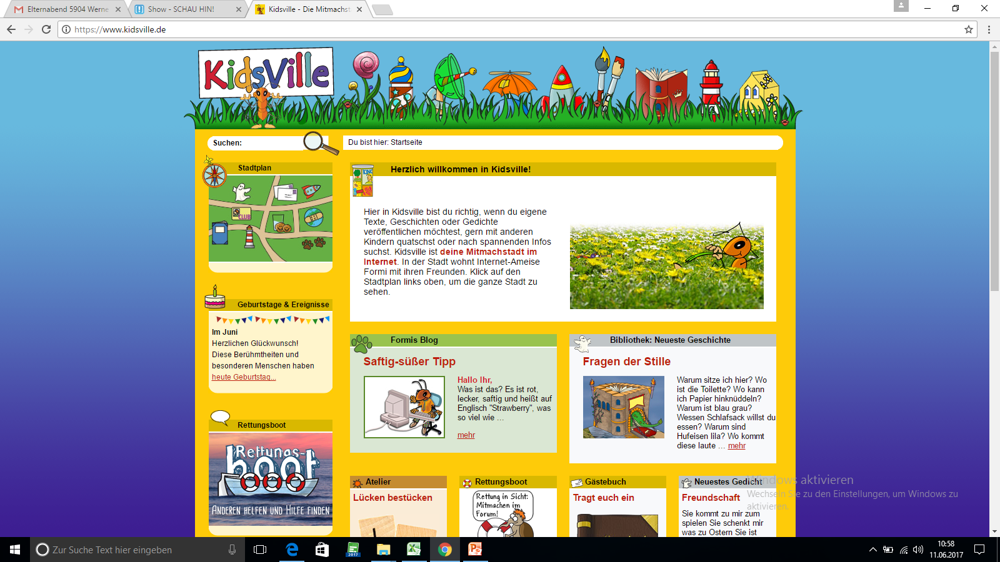 Elternabend 5904 Werne
Show - SCHAU HIN!
Kidsville - Die Mitmachst
https://www.kidsville.de
KidsVille
Suchen:
Du bist hier: Startseite
Stadtplan
CLUB
Herzlich willkommen in Kidsville!
Hier in Kidsville bist du richtig, wenn du eigene
Texte, Geschichten oder Gedichte
veröffentlichen möchtest, gern mit anderen
Kindern quatschst oder nach spannenden Infos
suchst. Kidsville ist deine Mitmachstadt im
Internet. In der Stadt wohnt Internet-Ameise
Formi mit ihren Freunden. Klick auf den
Stadtplan links oben, um die ganze Stadt zu
sehen.
Geburtstage & Ereignisse
Im Juni
Herzlichen Glückwunsch!
Diese Berühmtheiten und
besonderen Menschen haben
heute Geburtstag...
Rettungsboot
Rettungs-
boot
Anderen helfen und Hilfe finden
Formis Blog
Saftig-süßer Tipp
Hallo Ihr,
Was ist das? Es ist rot,
lecker, saftig und heißt auf
Englisch "Strawberry", was
so viel wie ...
mehr
Bibliothek: Neueste Geschichte
Fragen der Stille
Warum sitze ich hier? Wo
ist die Toilette? Wo kann
ich Papier hinknüddeln?
Warum ist blau grau?
Wessen Schlafsack willst du
essen? Warum sind
Hufeisen lila? Wo kommt
diese laute ... mehr
Atelier
Lücken bestücken
Rettungsboot
Rettung in Sicht:
Mitmachen im
Forum!
Gästebuch
Tragt euch ein
Neuestes Gedicht
Freundschaft
Sie kommt zu mir zum
spielen Sie schenkt mir
was zu Ostern Sie ist
Windows aktivieren
Wechseln Sie zu den Einstellungen, um Windows zu
aktivieren.
Zur Suche Text hier eingeben
2017
10:58
11.06.2017